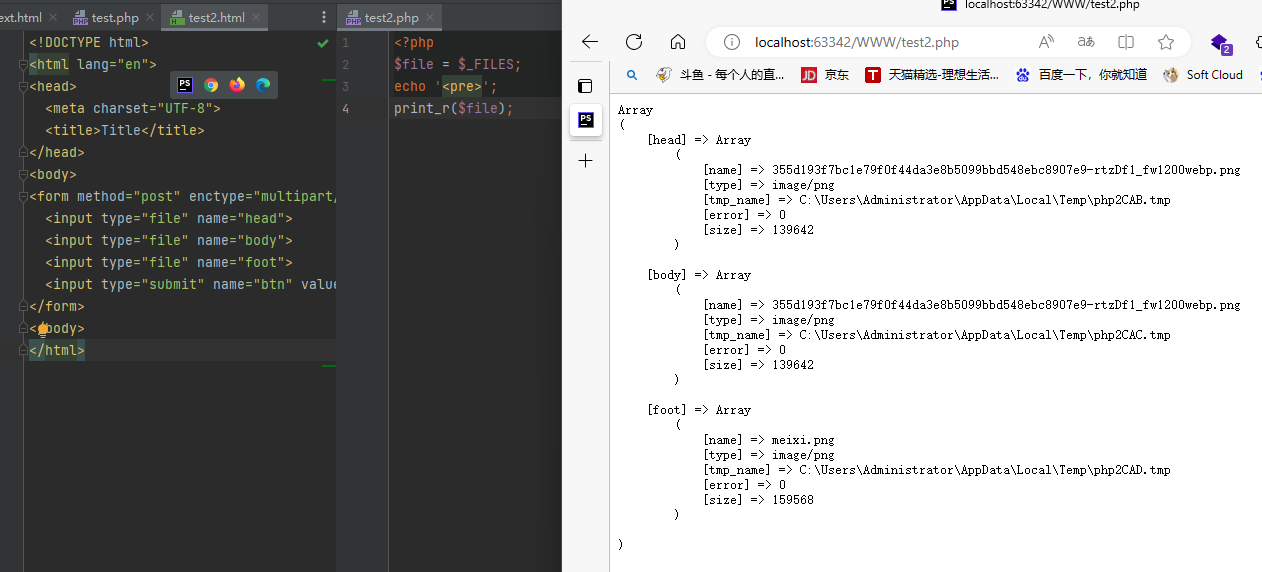 ext.html
test.php
test2.html
test2.php
<!DOCTYPE html>
<html lang="en">
<head>
<meta charset="UTF-8">
<title>Title</title>
</head>
<body>
<form method="post" enctype="multipart/
<input type="file" name="head">
<input type="file" name="body">
<input type="file" name="foot">
<input type="submit" name="btn" value
</form>
</body>
</html>
PS
1 <?php
2 $file = $_FILES;
3 echo '<pre>';
4 print_r($file);
localhost:63342/WWW/test2.php
localhost:63342/WWW/test2.php
2
斗鱼 - 每个人的直...
JD 京东
T 天猫精选-理想生活...
百度一下，你就知道
Soft Cloud
PS
Array
(
[head] => Array
(
[name] => 355d193f7bc1e79f0f44da3e8b5099bbd548ebc8907e9-rtzDf1_fw1200webp.png
[type] => image/png
[tmp_name] => C:\Users\Administrator\AppData\Local\Temp\php2CAB.tmp
[error] => 0
[size] => 139642
)
[body] => Array
(
[name] => 355d193f7bc1e79f0f44da3e8b5099bbd548ebc8907e9-rtzDf1_fw1200webp.png
[type] => image/png
[tmp_name] => C:\Users\Administrator\AppData\Local\Temp\php2CAC.tmp
[error] => 0
[size] => 139642
)
[foot] => Array
(
[name] => meixi.png
[type] => image/png
[tmp_name] => C:\Users\Administrator\AppData\Local\Temp\php2CAD.tmp
[error] => 0
[size] => 159568
)
)